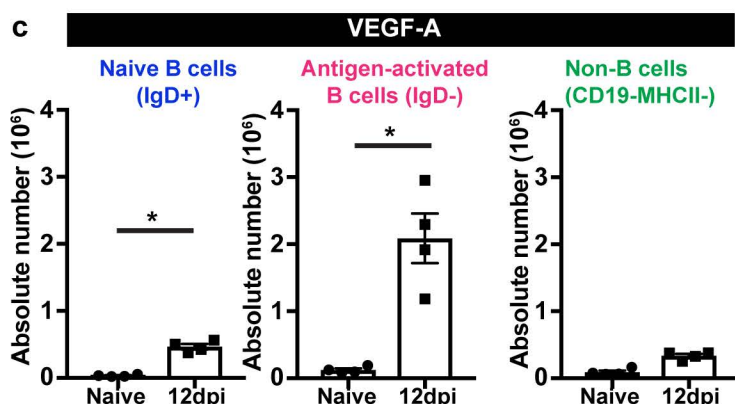 c
VEGF-A
Naive B cells
(IgD+)
Absolute number (10⁶)
4
3
2
1
0
*
Naive
12dpi
Antigen-activated
B cells (IgD-)
Absolute number (10⁶)
4
3
2
1
0
*
Naive
12dpi
Non-B cells
(CD19-MHCII-)
Absolute number (10⁶)
4
3
2
1
0
Naive
12dpi